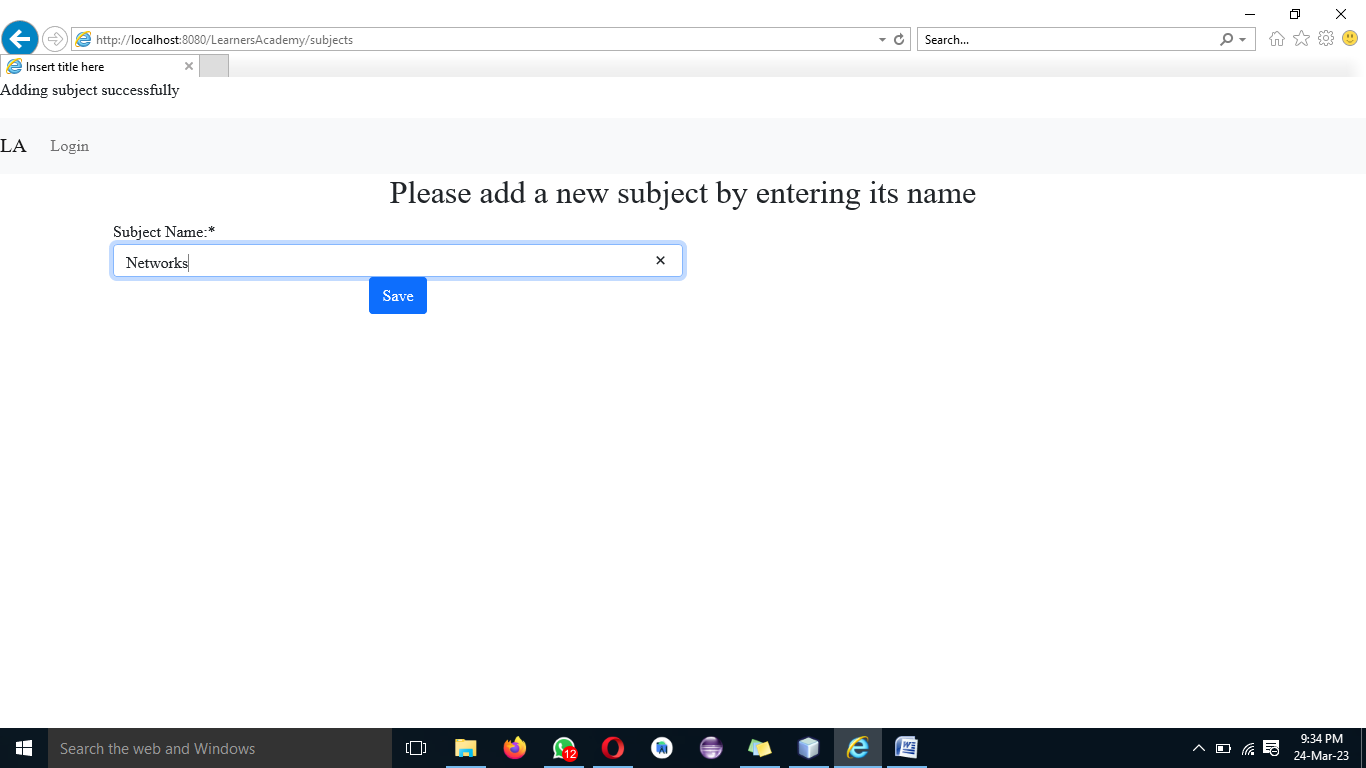 http://localhost:8080/LearnersAcademy/subjects
Search...
Insert title here
Adding subject successfully
LA Login
Please add a new subject by entering its name
Subject Name:*
Networks
Save
Search the web and Windows
12
9:34 PM
24-Mar-23